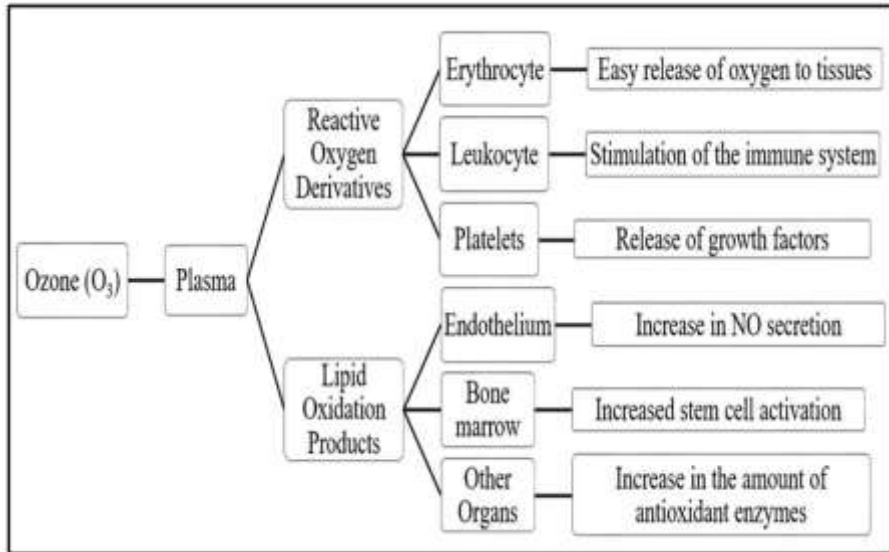 Ozone (O₃)
Plasma
Reactive
Oxygen
Derivatives
Erythrocyte
Easy release of oxygen to tissues
Leukocyte
Stimulation of the immune system
Platelets
Release of growth factors
Lipid
Oxidation
Products
Endothelium
Increase in NO secretion
Bone
marrow
Increased stem cell activation
Other
Organs
Increase in the amount of
antioxidant enzymes